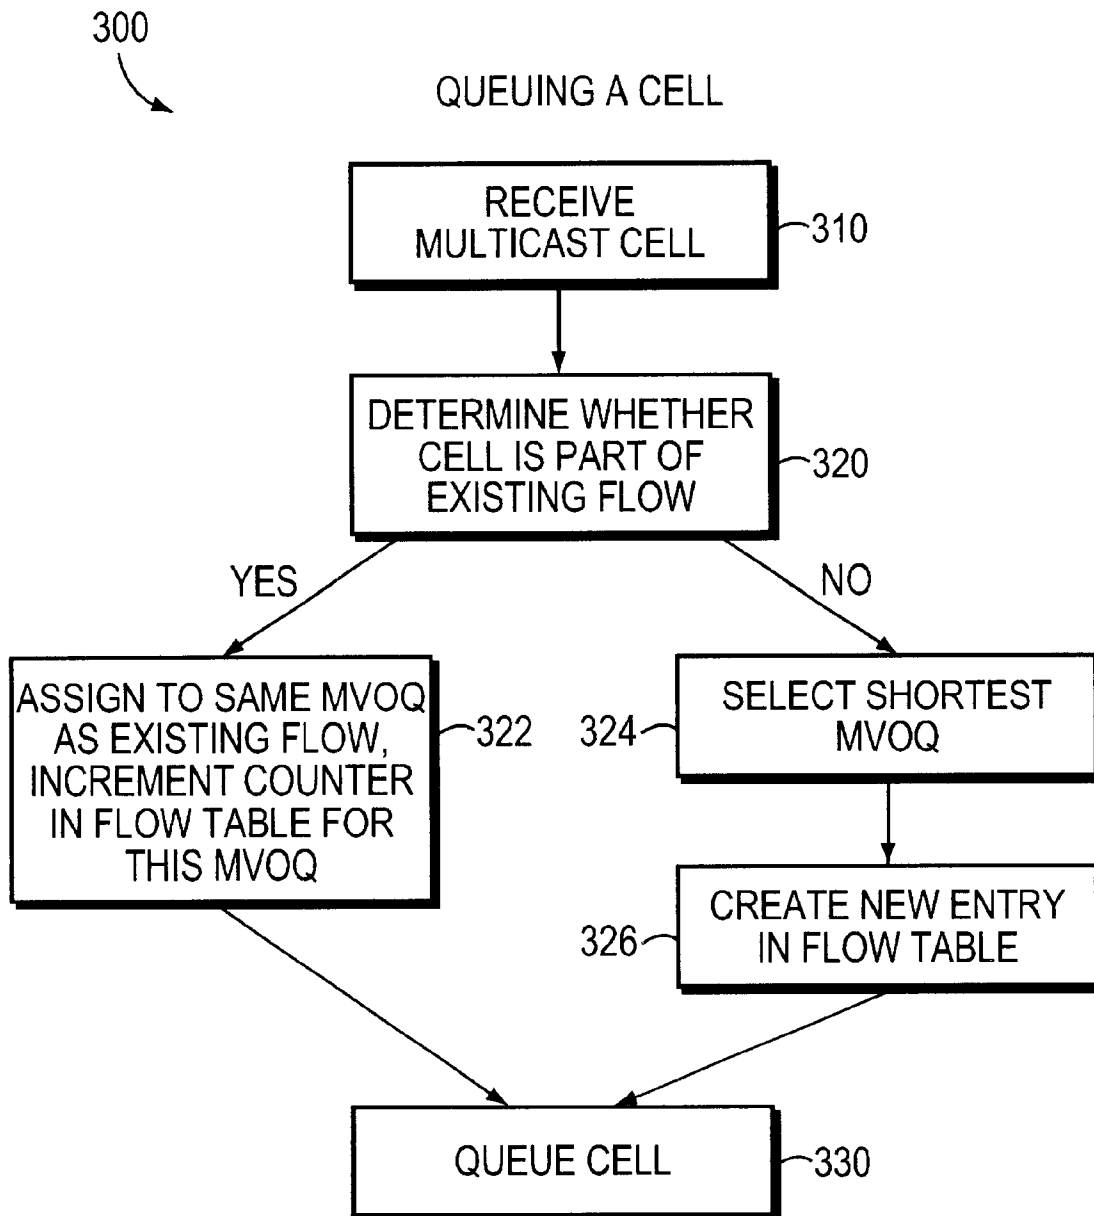 300
QUEUING A CELL
RECEIVE
MULTICAST CELL
310
DETERMINE WHETHER
CELL IS PART OF
EXISTING FLOW
320
YES
NO
ASSIGN TO SAME MVOQ
AS EXISTING FLOW,
INCREMENT COUNTER
IN FLOW TABLE FOR
THIS MVOQ
322
324
SELECT SHORTEST
MVOQ
326
CREATE NEW ENTRY
IN FLOW TABLE
QUEUE CELL
330